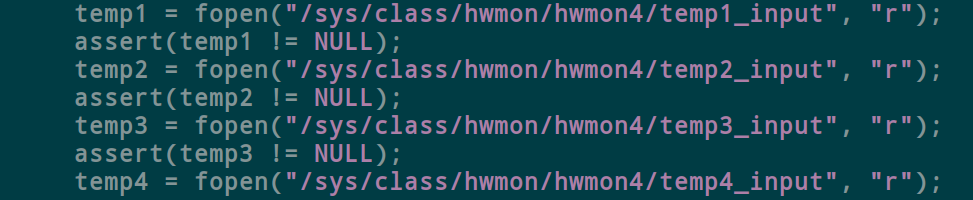 temp1 = fopen("/sys/class/hwmon/hwmon4/temp1_input", "r");
assert(temp1 != NULL);
temp2 = fopen("/sys/class/hwmon/hwmon4/temp2_input", "r");
assert(temp2 != NULL);
temp3 = fopen("/sys/class/hwmon/hwmon4/temp3_input", "r");
assert(temp3 != NULL);
temp4 = fopen("/sys/class/hwmon/hwmon4/temp4_input", "r");